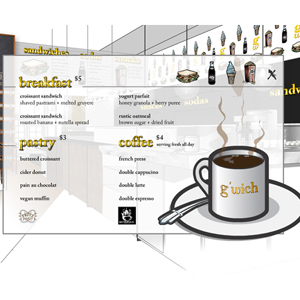 sandwiches
sodas
breakfast $5
croissant sandwich
shaved pastrami + melted gruyere
croissant sandwich
roasted banana + nutella spread
yogurt parfait
honey granola + berry puree
rustic oatmeal
brown sugar + dried fruit
pastry $3
buttered croissant
cider donut
pain au chocolat
vegan muffin
coffee $4
serving fresh all day
french press
double cappucino
double latte
double espresso
g'wich